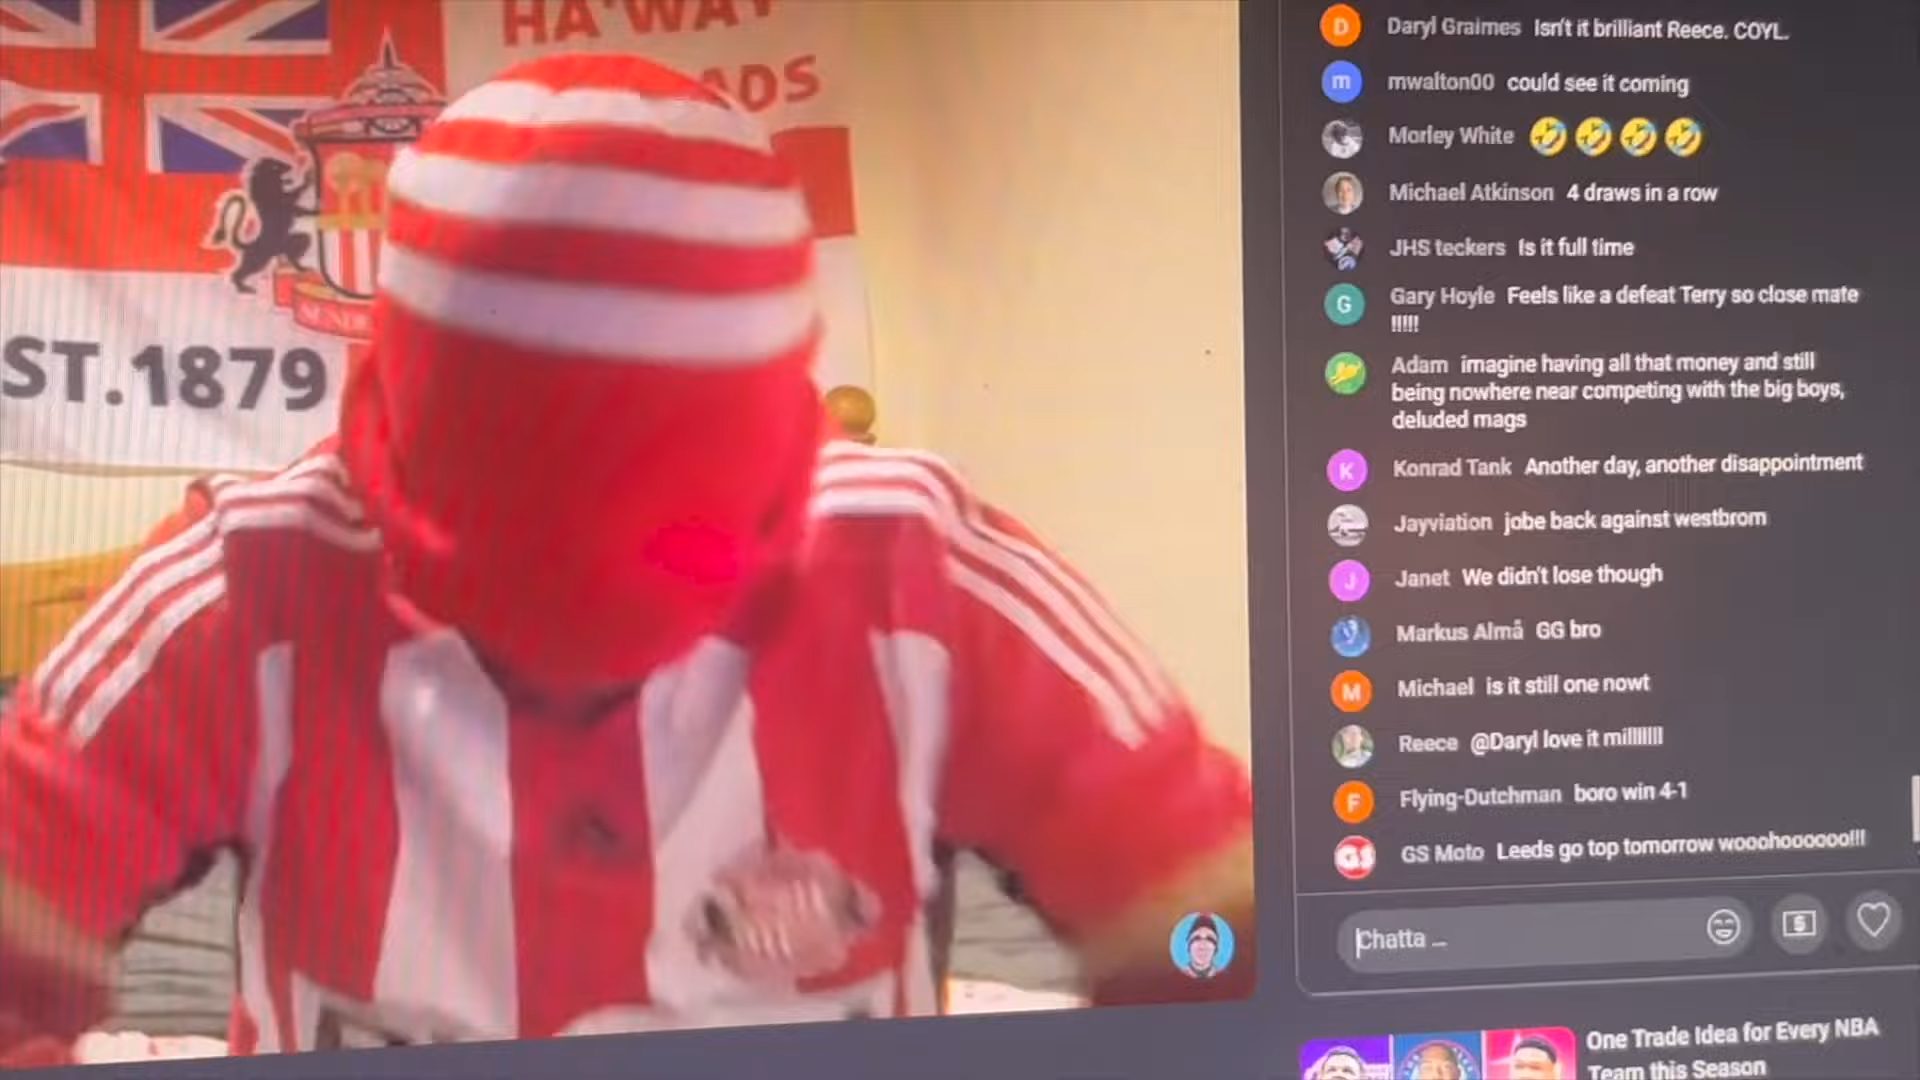 HA'WAY
ADS
ST.1879
Daryl Graimes Isn't it brilliant Reece. COYL.
mwalton00 could see it coming
Morley White 🤣🤣🤣🤣
Michael Atkinson 4 draws in a row
JHS teckers Is it full time
Gary Hoyle Feels like a defeat Terry so close mate
!!!!!
Adam imagine having all that money and still
being nowhere near competing with the big boys,
deluded mags
Konrad Tank Another day, another disappointment
Jayviation jobe back against westbrom
Janet We didn't lose though
Markus Almå GG bro
Michael is it still one nowt
Reece @Daryl love it millllllll
Flying-Dutchman boro win 4-1
GS Moto Leeds go top tomorrow wooohoooooo!!!
Chatta ...
One Trade Idea for Every NBA
Team this Season